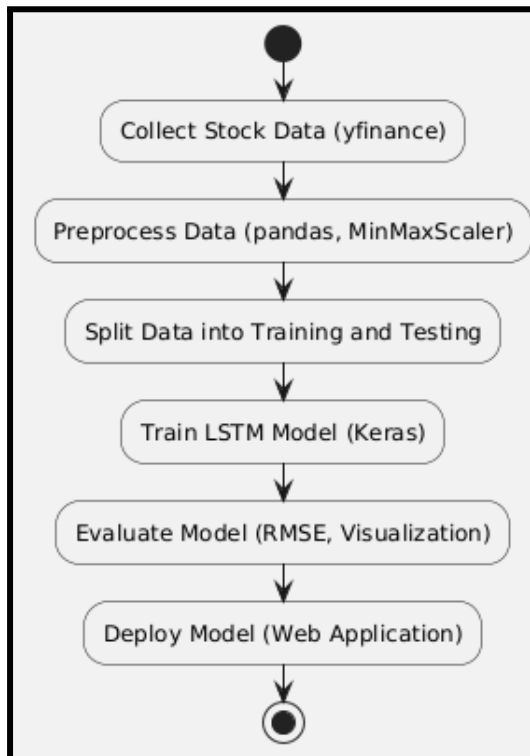 Collect Stock Data (yfinance)
Preprocess Data (pandas, MinMaxScaler)
Split Data into Training and Testing
Train LSTM Model (Keras)
Evaluate Model (RMSE, Visualization)
Deploy Model (Web Application)